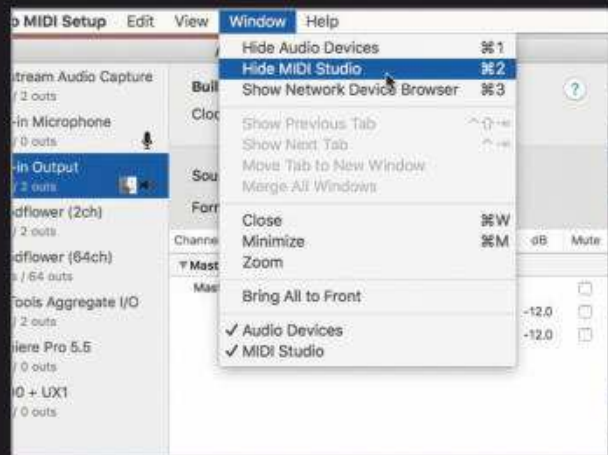 MIDI Setup Edit View Window Help
Hide Audio Devices ⌘1
Hide MIDI Studio ⌘2
Show Network Device Browser ⌘3
Show Previous Tab
Show Next Tab
Move Tab to New Window
Merge All Windows
Close ⌘W
Minimize ⌘M
Zoom
Bring All to Front
✓ Audio Devices
✓ MIDI Studio
tream Audio Capture
/ 2 outs
-in Microphone
/ 0 outs
-in Output
/ 2 outs
dflower (2ch)
/ 2 outs
dflower (64ch)
s / 64 outs
ools Aggregate I/O
/ 2 outs
iere Pro 5.5
/ 0 outs
0 + UX1
/ 0 outs
Buil
Cloc
?
Sou
Forr
Channe dB Mute
Mast
Mas
-12.0
-12.0